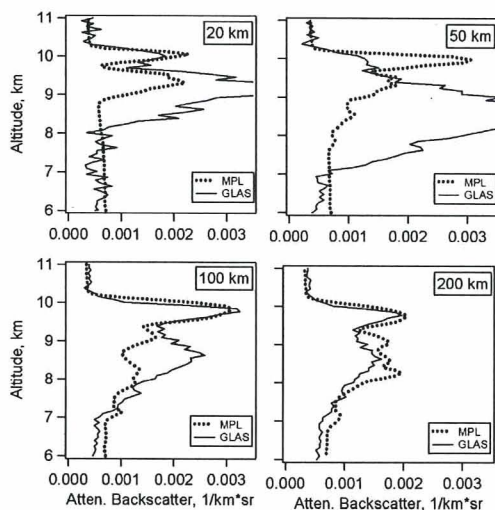 20 km
50 km
11
10
9
8
7
6
Altitude, km
MPL
GLAS
MPL
GLAS
0.000 0.001 0.002 0.003
0.000 0.001 0.002 0.003
100 km
200 km
11
10
9
8
7
6
Altitude, km
MPL
GLAS
MPL
GLAS
0.000 0.001 0.002 0.003
0.000 0.001 0.002 0.003
Atten. Backscatter, 1/km*sr
Atten. Backscatter, 1/km*sr